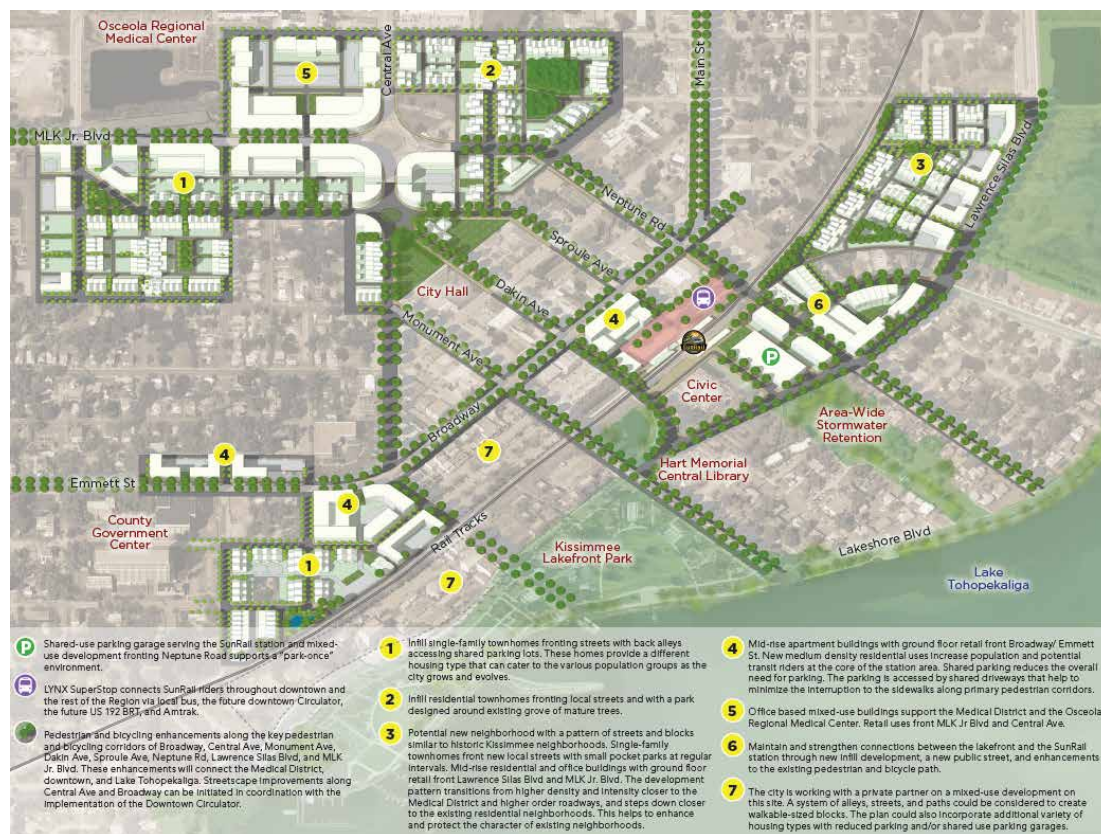 Osceola Regional
Medical Center
Central Ave
Main St
5
2
MLK Jr. Blvd
1
3
Lawrence Silas Blvd
Neptune Rd
Sproule Ave
City Hall
Dakin Ave
4
6
SunRail
P
Monument Ave
Civic
Center
Area-Wide
Stormwater
Retention
Broadway
7
Hart Memorial
Central Library
4
Emmett St
4
County
Government
Center
Rail Tracks
Kissimmee
Lakefront Park
Lakeshore Blvd
1
7
Lake
Tohopekaliga
P
Shared-use parking garage serving the SunRail station and mixed-
use development fronting Neptune Road supports a "park-once"
environment.
LYNX SuperStop connects SunRail riders throughout downtown and
the rest of the Region via local bus, the future downtown Circulator,
the future US 192 BRT, and Amtrak.
Pedestrian and bicycling enhancements along the key pedestrian
and bicycling corridors of Broadway, Central Ave, Monument Ave,
Dakin Ave, Sproule Ave, Neptune Rd, Lawrence Silas Blvd, and MLK
Jr. Blvd. These enhancements will connect the Medical District,
downtown, and Lake Tohopekaliga. Streetscape improvements along
Central Ave and Broadway can be initiated in coordination with the
implementation of the Downtown Circulator.
1
Infill single-family townhomes fronting streets with back alleys
accessing shared parking lots. These homes provide a different
housing type that can cater to the various population groups as the
city grows and evolves.
2
Infill residential townhomes fronting local streets and with a park
designed around existing grove of mature trees.
3
Potential new neighborhood with a pattern of streets and blocks
similar to historic Kissimmee neighborhoods. Single-family
townhomes front new local streets with small pocket parks at regular
intervals. Mid-rise residential and office buildings with ground floor
retail front Lawrence Silas Blvd and MLK Jr. Blvd. The development
pattern transitions from higher density and intensity closer to the
Medical District and higher order roadways, and steps down closer
to the existing residential neighborhoods. This helps to enhance
and protect the character of existing neighborhoods.
4
Mid-rise apartment buildings with ground floor retail front Broadway/ Emmett
St. New medium density residential uses increase population and potential
transit riders at the core of the station area. Shared parking reduces the overall
need for parking. The parking is accessed by shared driveways that help to
minimize the interruption to the sidewalks along primary pedestrian corridors.
5
Office based mixed-use buildings support the Medical District and the Osceola
Regional Medical Center. Retail uses front MLK Jr Blvd and Central Ave.
6
Maintain and strengthen connections between the lakefront and the SunRail
station through new infill development, a new public street, and enhancements
to the existing pedestrian and bicycle path.
7
The city is working with a private partner on a mixed-use development on
this site. A system of alleys, streets, and paths could be considered to create
walkable-sized blocks. The plan could also incorporate additional variety of
housing types with reduced parking and/or shared use parking garages.